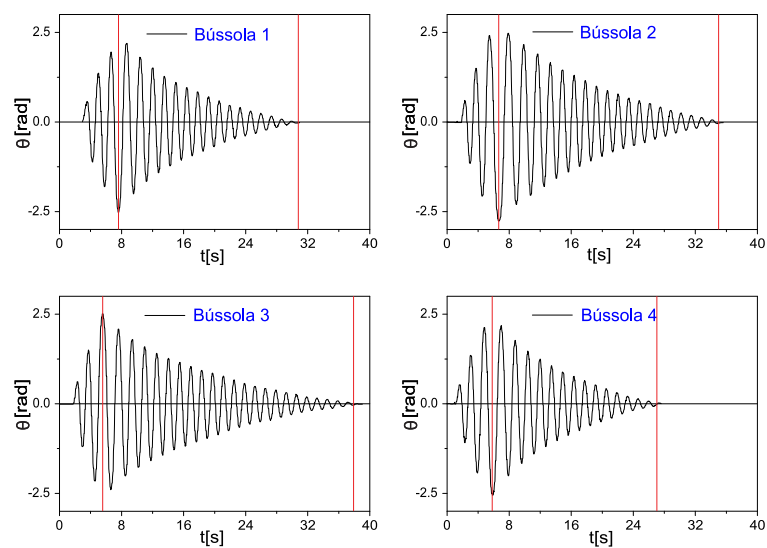 Bússola 1
θ[rad]
2.5
0.0
-2.5
0 8 16 24 32 40
t[s]
Bússola 2
θ[rad]
2.5
0.0
-2.5
0 8 16 24 32 40
t[s]
Bússola 3
θ[rad]
2.5
0.0
-2.5
0 8 16 24 32 40
t[s]
Bússola 4
θ[rad]
2.5
0.0
-2.5
0 8 16 24 32 40
t[s]